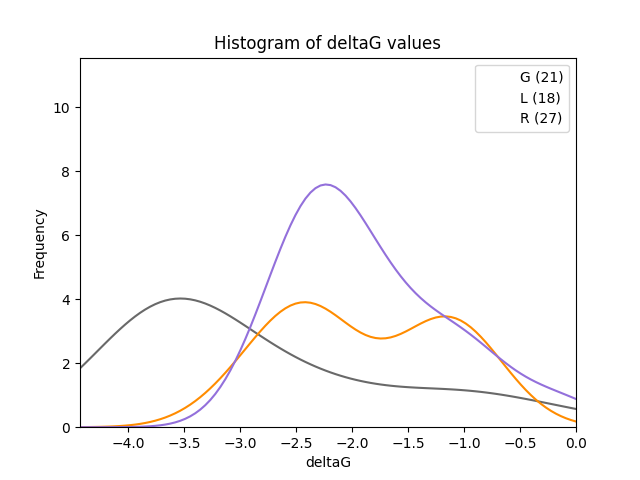 Histogram of deltaG values
G (21)
L (18)
R (27)
Frequency
10
8
6
4
2
0
−4.0 −3.5 −3.0 −2.5 −2.0 −1.5 −1.0 −0.5 0.0
deltaG